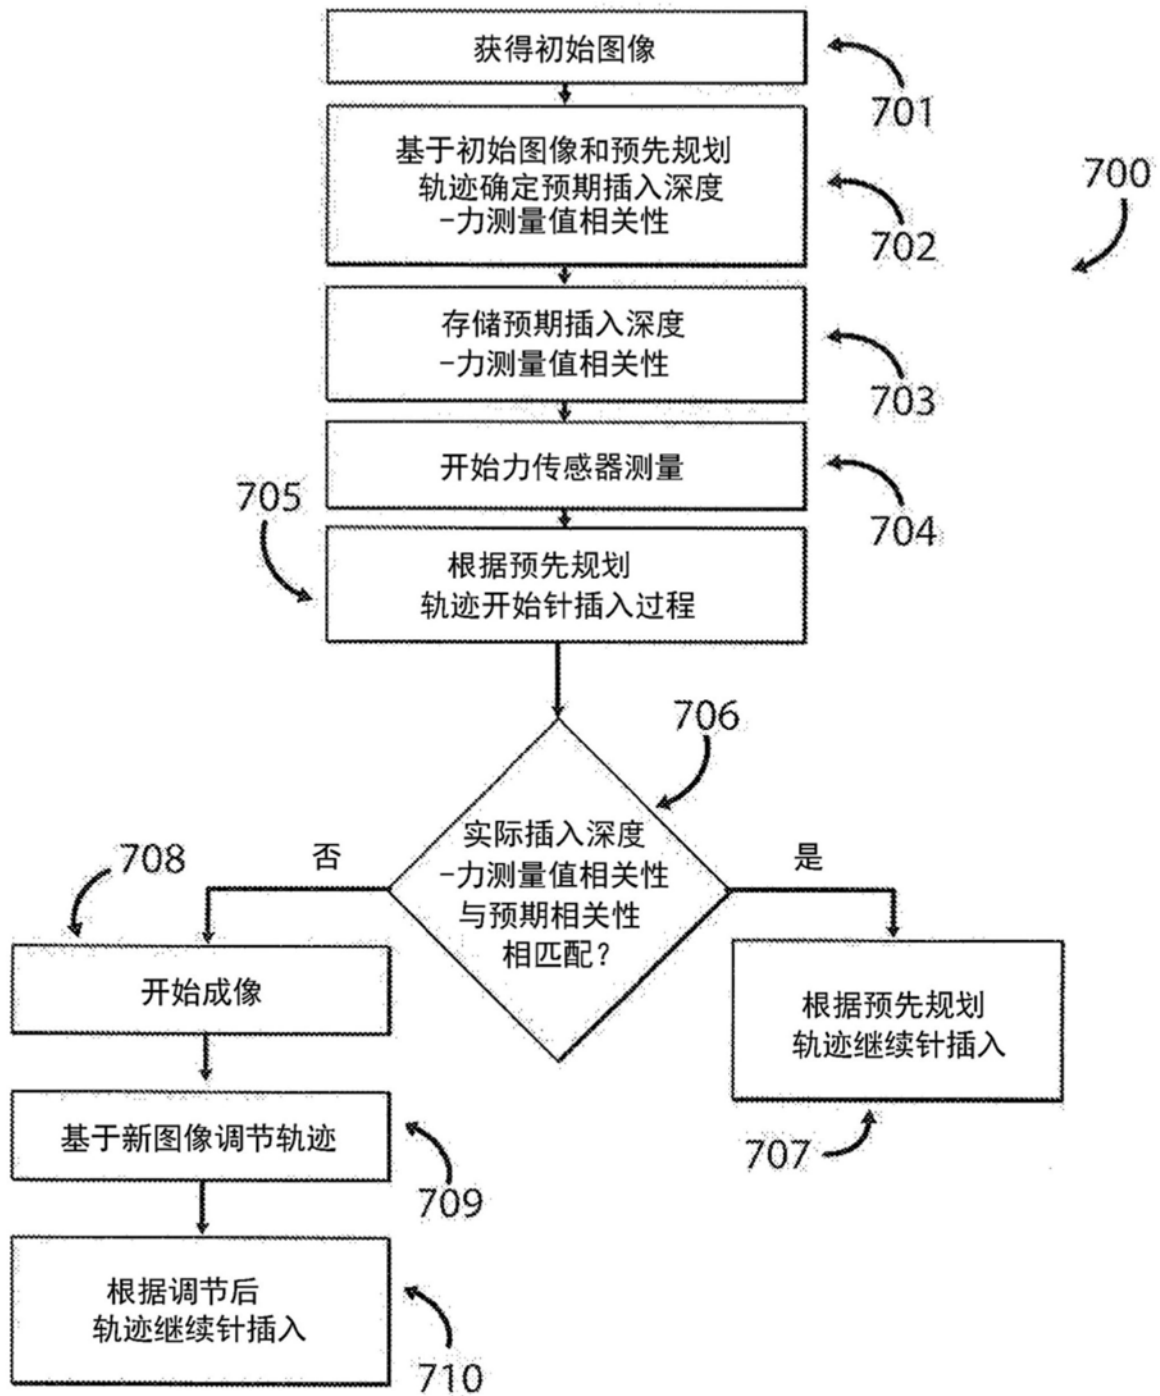 获得初始图像
701
基于初始图像和预先规划
轨迹确定预期插入深度
-力测量值相关性
702
700
存储预期插入深度
-力测量值相关性
703
开始力传感器测量
704
705
根据预先规划
轨迹开始针插入过程
706
实际插入深度
-力测量值相关性
与预期相关性
相匹配?
否
是
708
开始成像
根据预先规划
轨迹继续针插入
707
基于新图像调节轨迹
709
根据调节后
轨迹继续针插入
710